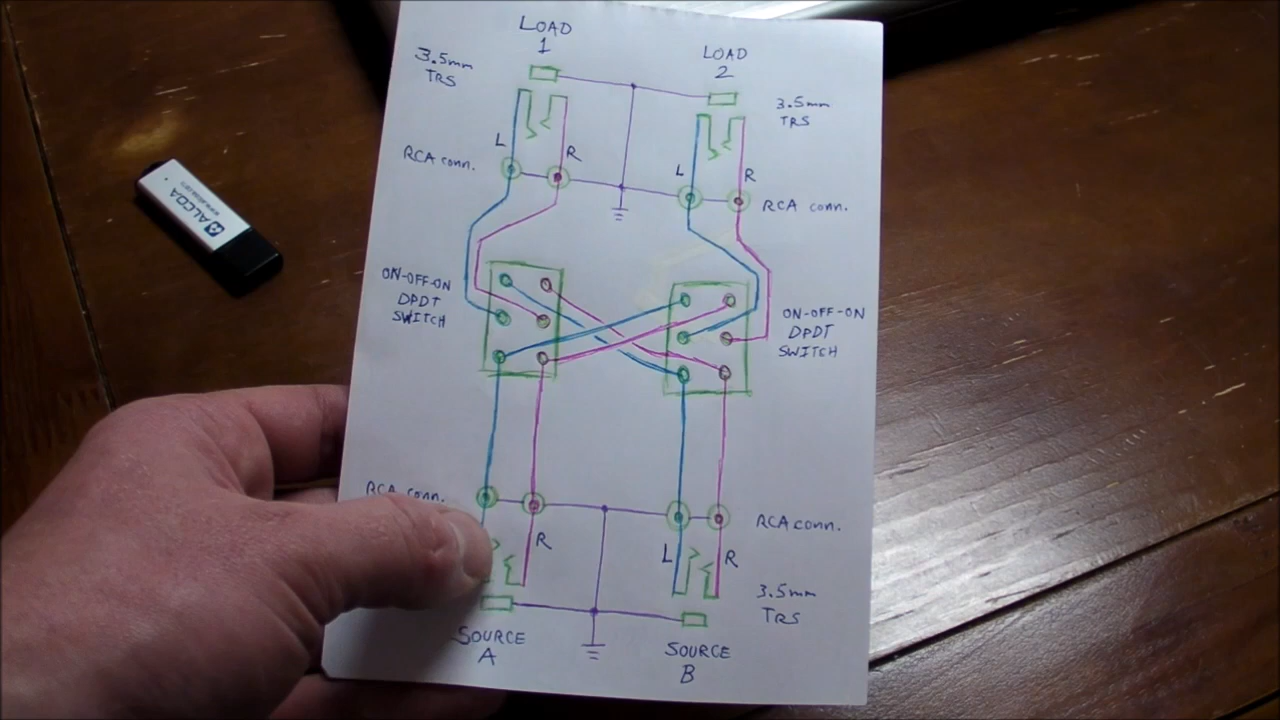 LOAD
1
LOAD
2
3.5mm
TRS
3.5mm
TRS
L
R
L
R
RCA conn.
RCA conn.
ALCOR
ON-OFF-ON
DPDT
SWITCH
ON-OFF-ON
DPDT
SWITCH
RCA conn.
RCA conn.
R
L
R
3.5mm
TRS
SOURCE
A
SOURCE
B